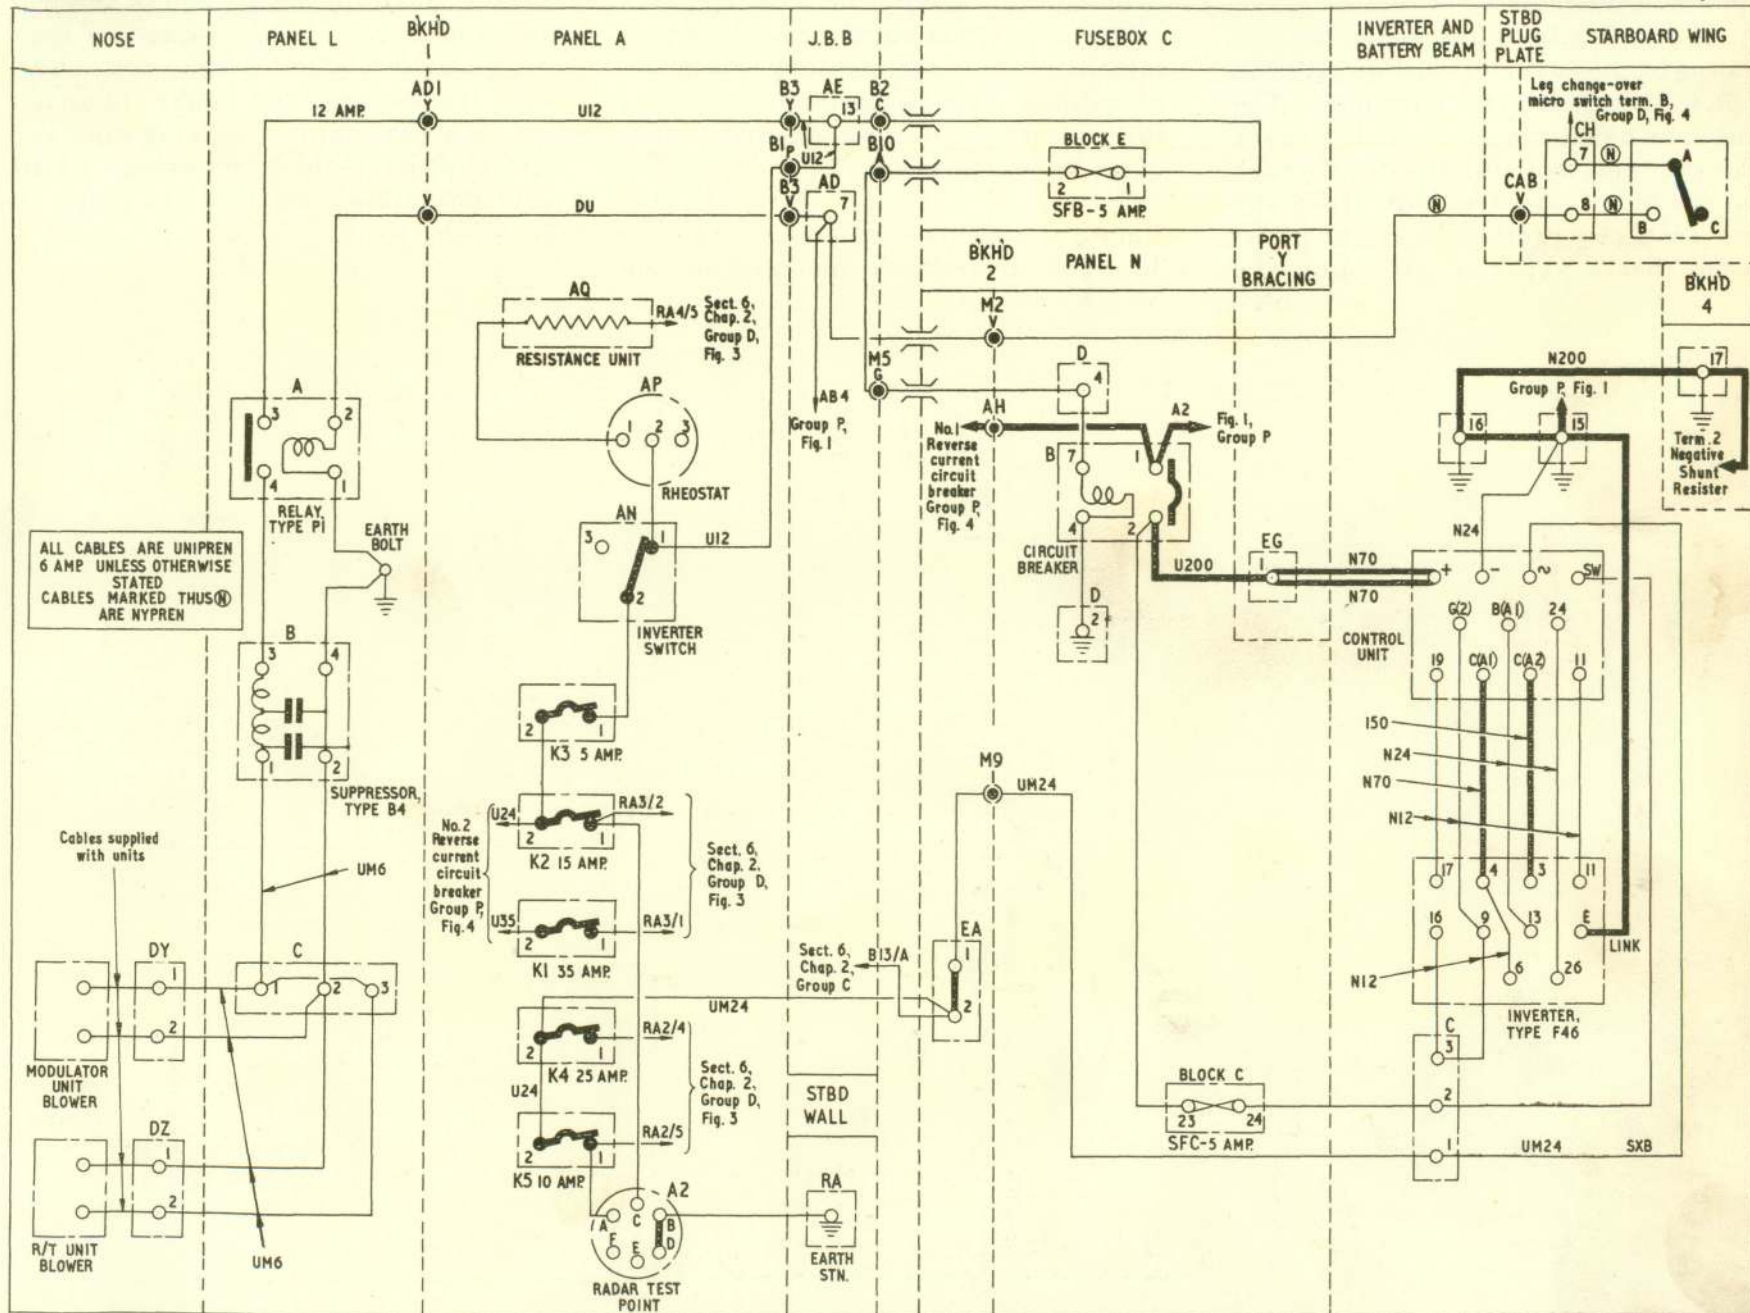 NOSE
PANEL L
B'KH'D
PANEL A
J.B.B
FUSEBOX C
INVERTER AND
BATTERY BEAM
STBD
PLUG
PLATE
STARBOARD WING
AD1
Y
12 AMP.
U12
B3
Y
AE
13
B2
C
B1
P
U12
B10
A
BLOCK E
2
1
SFB-5 AMP.
Leg change-over
micro switch term. B,
Group D, Fig. 4
CH
7
N
A
CAB
V
8
N
B
C
N
V
DU
B3
V
AD
7
B'KH'D
2
PANEL N
PORT
Y
BRACING
B'KH'D
4
AQ
RA4/5
Sect. 6,
Chap. 2,
Group D,
Fig. 3
RESISTANCE UNIT
M2
V
M5
G
D
4
N200
17
Group P, Fig. 1
A
3
2
4
1
RELAY,
TYPE P1
AP
1
2
3
RHEOSTAT
AB4
Group P,
Fig. 1
AH
No.1
Reverse
current
circuit
breaker
Group P,
Fig. 4
A2
Fig. 1,
Group P
B
7
1
4
2
CIRCUIT
BREAKER
16
15
Term. 2
Negative
Shunt
Resister
AN
3
1
2
U12
INVERTER
SWITCH
ALL CABLES ARE UNIPREN
6 AMP UNLESS OTHERWISE
STATED
CABLES MARKED THUS N
ARE NYPREN
EARTH
BOLT
N24
EG
1
U200
N70
N70
+
-
2
SW
G(2)
B(A1)
24
CONTROL
UNIT
19
C(A1)
C(A2)
11
D
2
B
3
4
1
2
SUPPRESSOR,
TYPE B4
2
1
K3 5 AMP.
150
N24
N70
N12
M9
UM24
No.2
Reverse
current
circuit
breaker
Group P,
Fig. 4
U24
RA3/2
2
1
K2 15 AMP.
U35
RA3/1
2
1
K1 35 AMP.
Sect. 6,
Chap. 2,
Group D,
Fig. 3
Cables supplied
with units
UM6
17
4
3
11
16
9
13
E
LINK
N12
6
26
INVERTER,
TYPE F46
DY
1
2
C
1
2
3
MODULATOR
UNIT
BLOWER
Sect. 6,
Chap. 2,
Group C
B13/A
EA
1
2
UM24
RA2/4
2
1
K4 25 AMP.
U24
RA2/5
2
1
K5 10 AMP.
Sect. 6,
Chap. 2,
Group D,
Fig. 3
STBD
WALL
BLOCK C
23
24
SFC-5 AMP.
C
3
2
1
UM24
SXB
DZ
1
2
R/T UNIT
BLOWER
UM6
A2
A
C
B
F
E
D
RADAR TEST
POINT
RA
EARTH
STN.